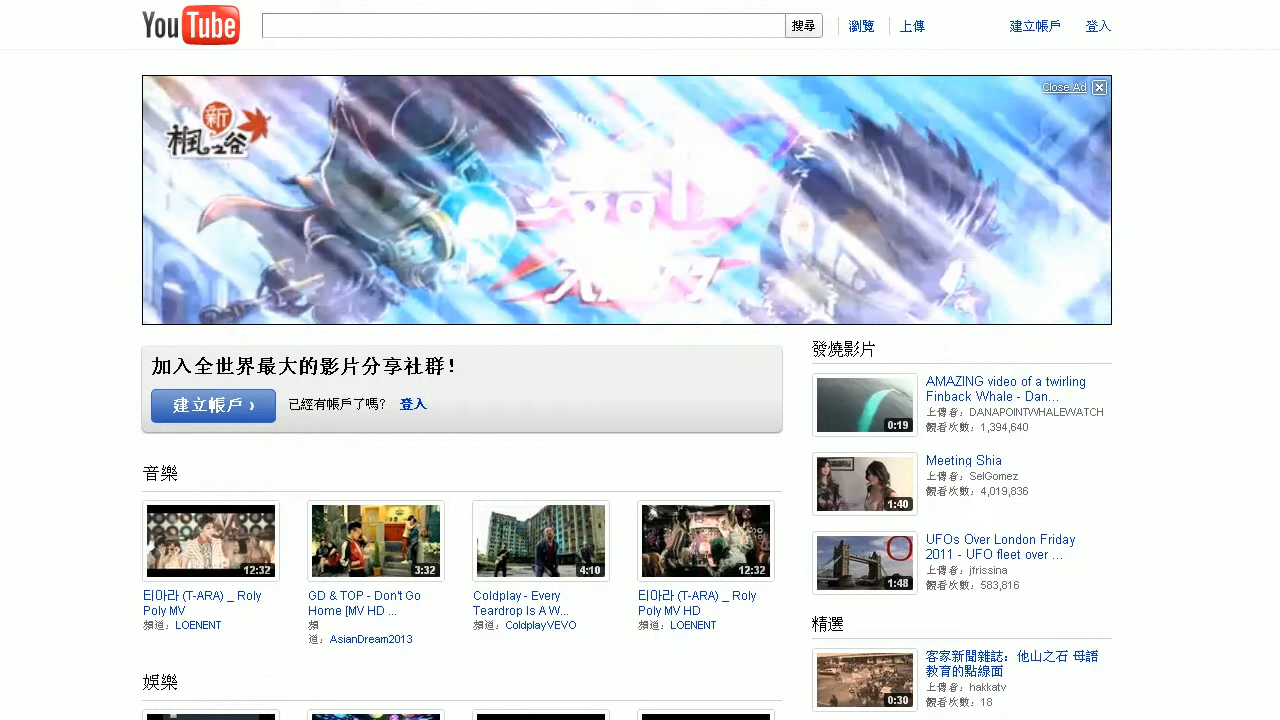 YouTube
搜尋
瀏覽
上傳
建立帳戶
登入
Close Ad
新
楓之谷
加入全世界最大的影片分享社群!
建立帳戶 ›
已經有帳戶了嗎? 登入
音樂
12:32
3:32
4:10
12:32
티아라 (T-ARA) _ Roly
Poly MV
頻道: LOENENT
GD & TOP - Don't Go
Home [MV HD ...
頻
道: AsianDream2013
Coldplay - Every
Teardrop Is A W...
頻道: ColdplayVEVO
티아라 (T-ARA) _ Roly
Poly MV HD
頻道: LOENENT
娛樂
發燒影片
0:19
AMAZING video of a twirling
Finback Whale - Dan...
上傳者: DANAPOINTWHALEWATCH
觀看次數: 1,394,640
1:40
Meeting Shia
上傳者: SelGomez
觀看次數: 4,019,836
1:48
UFOs Over London Friday
2011 - UFO fleet over ...
上傳者: jfrissina
觀看次數: 583,816
精選
0:30
客家新聞雜誌: 他山之石 母語
教育的點線面
上傳者: hakkatv
觀看次數: 18